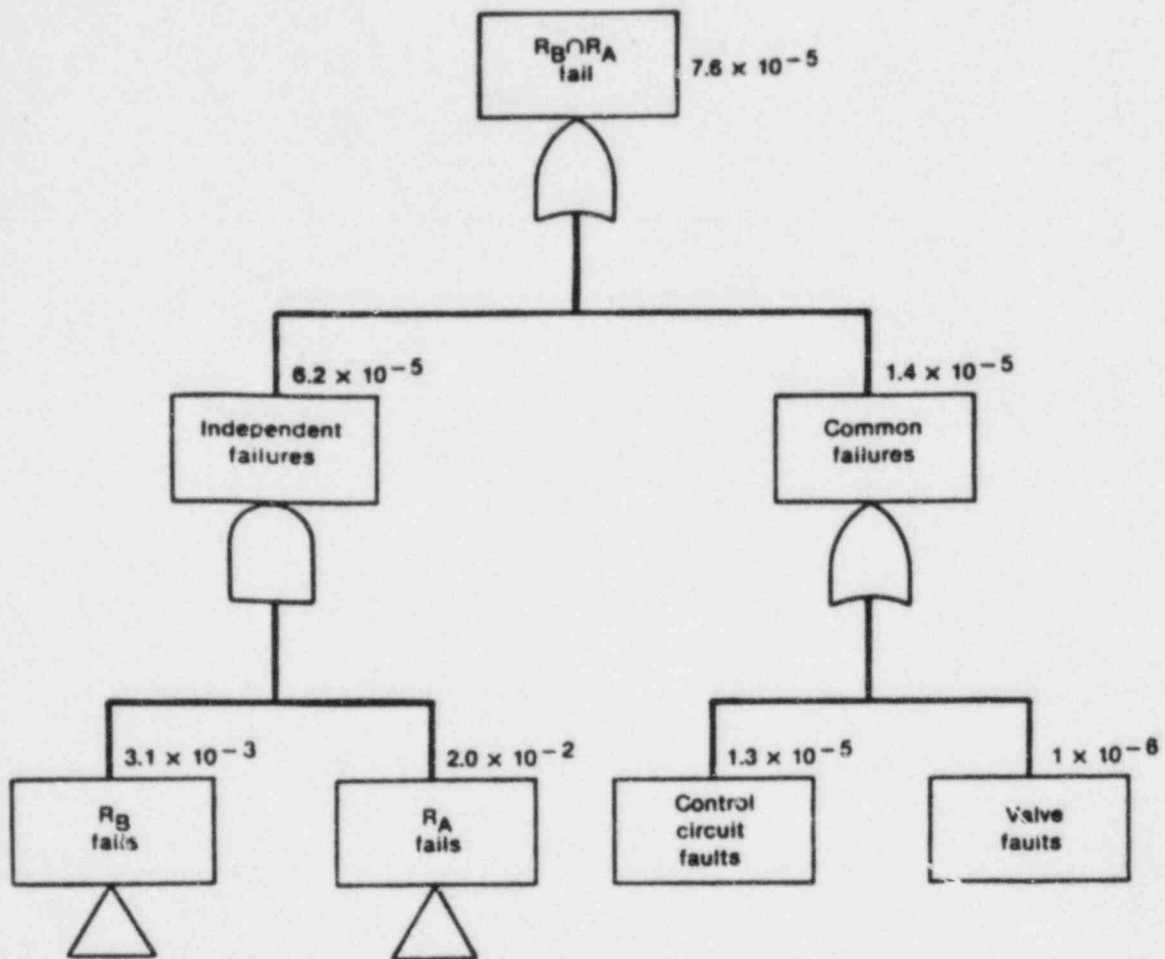 R_B∩R_A
fail
7.6 × 10⁻⁵
6.2 × 10⁻⁵
Independent
failures
1.4 × 10⁻⁵
Common
failures
3.1 × 10⁻³
R_B
fails
2.0 × 10⁻²
R_A
fails
1.3 × 10⁻⁵
Control
circuit
faults
1 × 10⁻⁶
Valve
faults